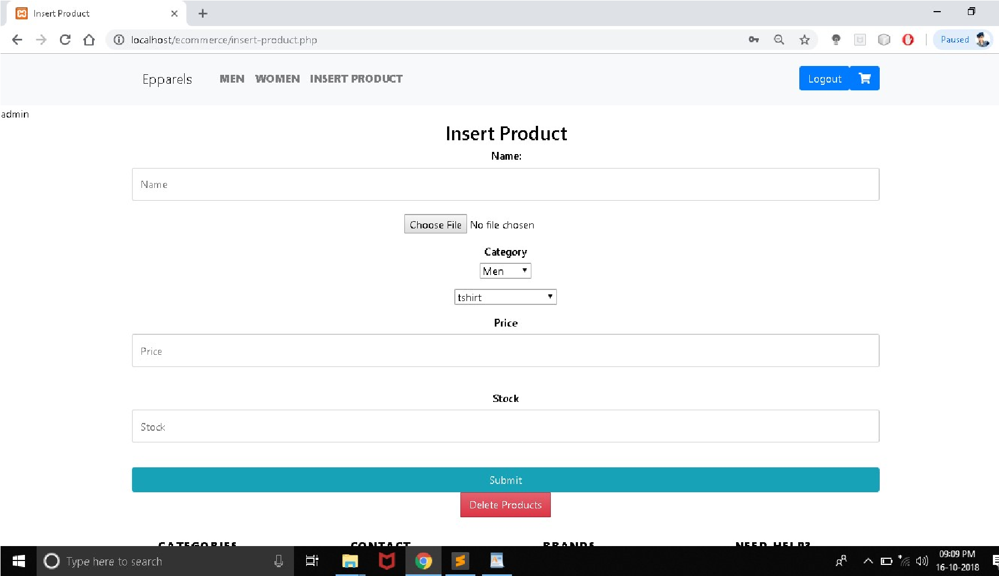 Insert Product
localhost/ecommerce/insert-product.php
Paused
Epparels MEN WOMEN INSERT PRODUCT Logout
admin
Insert Product
Name:
Name
Choose File No file chosen
Category
Men
tshirt
Price
Price
Stock
Stock
Submit
Delete Products
CATEGORIES CONTACT BRANDS NEED HELP?
Type here to search
09:09 PM
16-10-2018